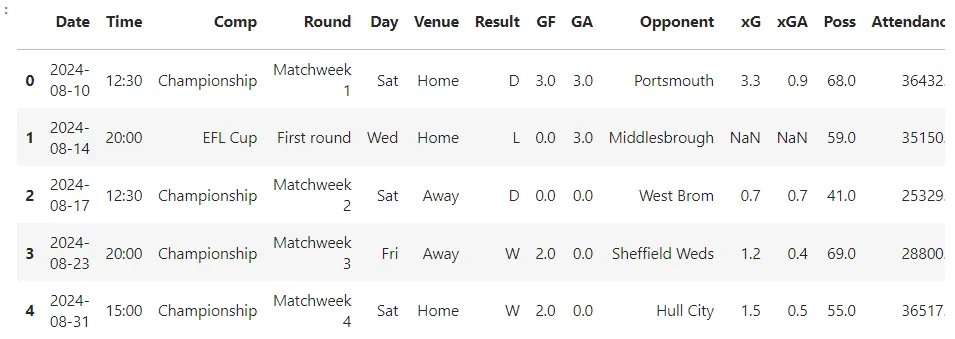 :
Date Time Comp Round Day Venue Result GF GA Opponent xG xGA Poss Attendanc
0 2024-08-10 12:30 Championship Matchweek 1 Sat Home D 3.0 3.0 Portsmouth 3.3 0.9 68.0 36432.
1 2024-08-14 20:00 EFL Cup First round Wed Home L 0.0 3.0 Middlesbrough NaN NaN 59.0 35150.
2 2024-08-17 12:30 Championship Matchweek 2 Sat Away D 0.0 0.0 West Brom 0.7 0.7 41.0 25329.
3 2024-08-23 20:00 Championship Matchweek 3 Fri Away W 2.0 0.0 Sheffield Weds 1.2 0.4 69.0 28800.
4 2024-08-31 15:00 Championship Matchweek 4 Sat Home W 2.0 0.0 Hull City 1.5 0.5 55.0 36517.